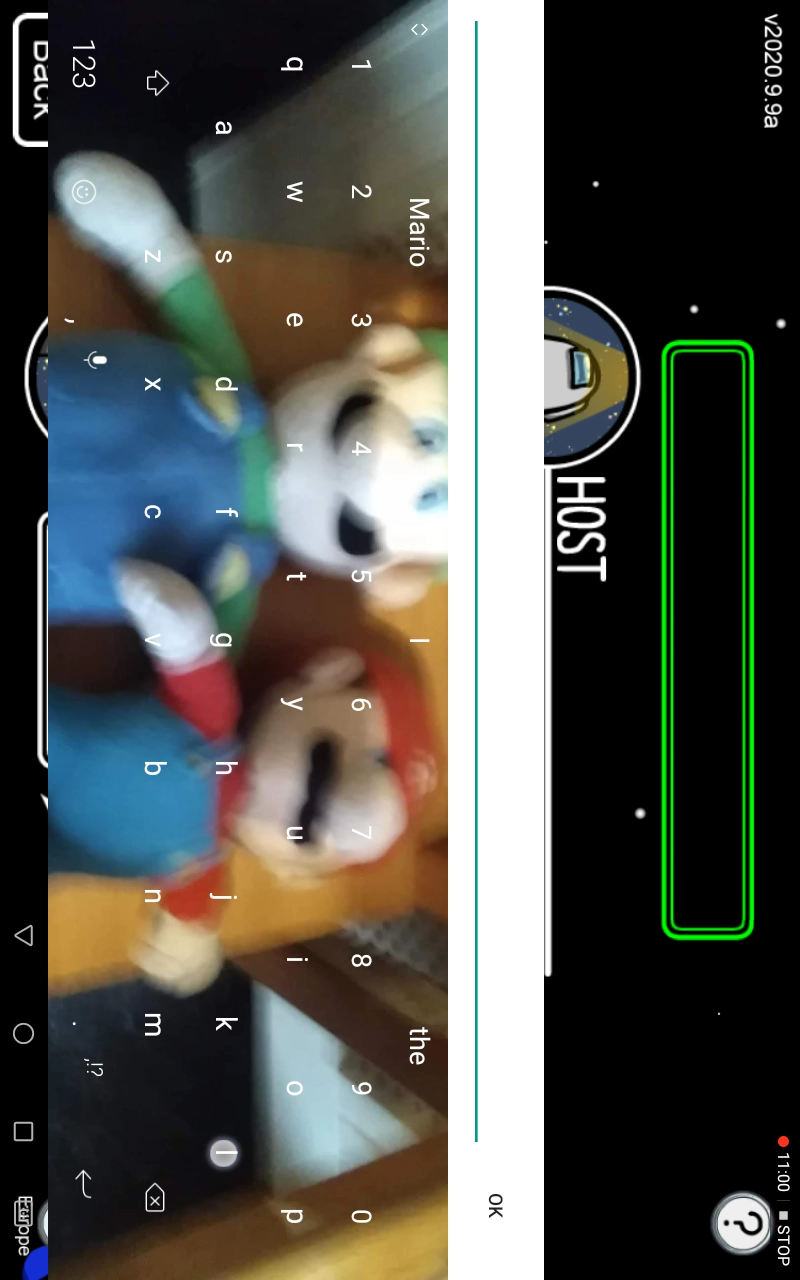 v2020.9.9a
11:00 STOP
?
HOST
OK
Mario I the
1 2 3 4 5 6 7 8 9 0
q w e r t y u i o p
a s d f g h j k l
z x c v b n m
123 , . ,!?
Back
Europe